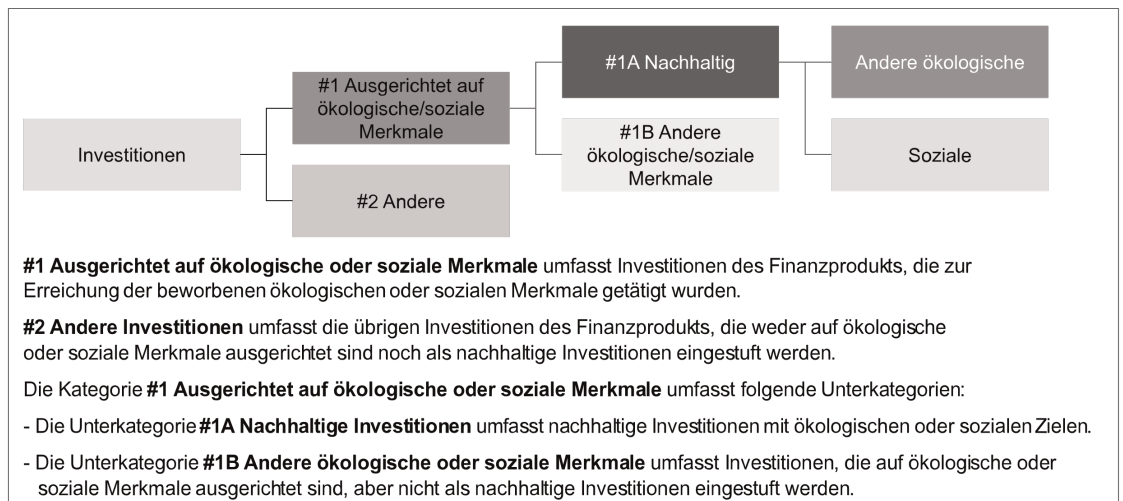 #1A Nachhaltig
Andere ökologische
#1 Ausgerichtet auf
ökologische/soziale
Merkmale
Investitionen
#1B Andere
ökologische/soziale
Merkmale
Soziale
#2 Andere
#1 Ausgerichtet auf ökologische oder soziale Merkmale umfasst Investitionen des Finanzprodukts, die zur
Erreichung der beworbenen ökologischen oder sozialen Merkmale getätigt wurden.
#2 Andere Investitionen umfasst die übrigen Investitionen des Finanzprodukts, die weder auf ökologische
oder soziale Merkmale ausgerichtet sind noch als nachhaltige Investitionen eingestuft werden.
Die Kategorie #1 Ausgerichtet auf ökologische oder soziale Merkmale umfasst folgende Unterkategorien:
- Die Unterkategorie #1A Nachhaltige Investitionen umfasst nachhaltige Investitionen mit ökologischen oder sozialen Zielen.
- Die Unterkategorie #1B Andere ökologische oder soziale Merkmale umfasst Investitionen, die auf ökologische oder
soziale Merkmale ausgerichtet sind, aber nicht als nachhaltige Investitionen eingestuft werden.